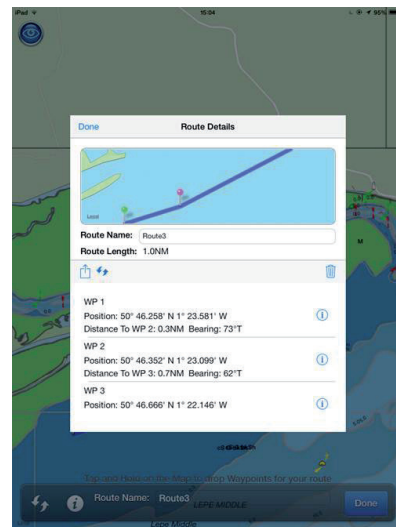 iPad
15:04
95%
Done
Route Details
Lepe
Route Name: Route3
Route Length: 1.0NM
WP 1
Position: 50° 46.258' N 1° 23.581' W
Distance To WP 2: 0.3NM Bearing: 73°T
WP 2
Position: 50° 46.352' N 1° 23.099' W
Distance To WP 3: 0.7NM Bearing: 62°T
WP 3
Position: 50° 46.666' N 1° 22.146' W
M
Tap and Hold on the Map to drop Waypoints for your route
Route Name: Route3
LEPE MIDDLE
Done
Lepe Middle